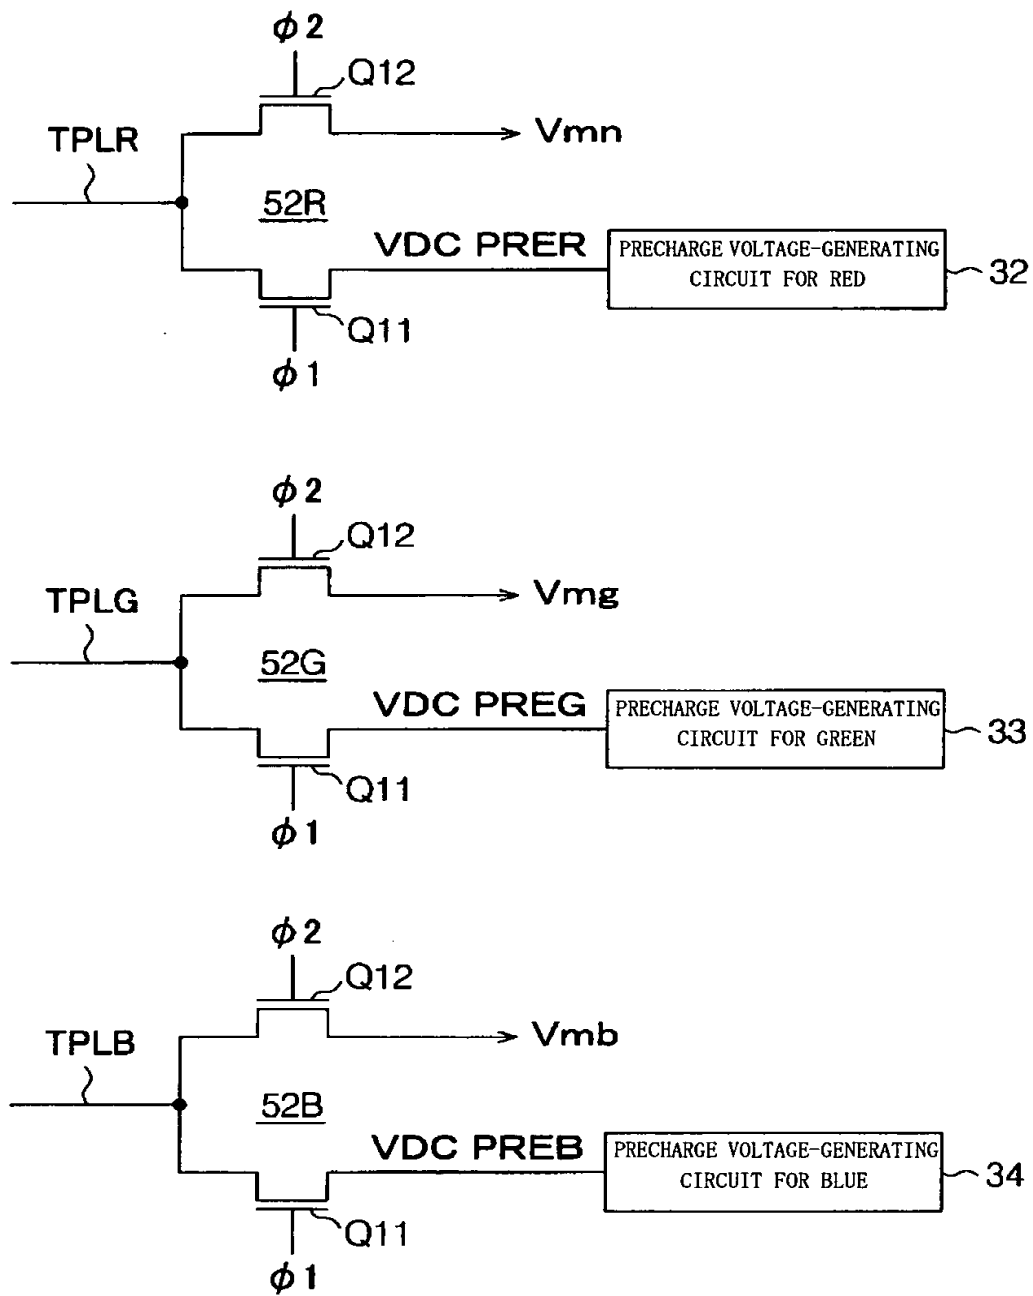 ϕ2
Q12
TPLR
Vmn
52R
VDC PRER
PRECHARGE VOLTAGE-GENERATING
CIRCUIT FOR RED
32
Q11
ϕ1
ϕ2
Q12
TPLG
Vmg
52G
VDC PREG
PRECHARGE VOLTAGE-GENERATING
CIRCUIT FOR GREEN
33
Q11
ϕ1
ϕ2
Q12
TPLB
Vmb
52B
VDC PREB
PRECHARGE VOLTAGE-GENERATING
CIRCUIT FOR BLUE
34
Q11
ϕ1